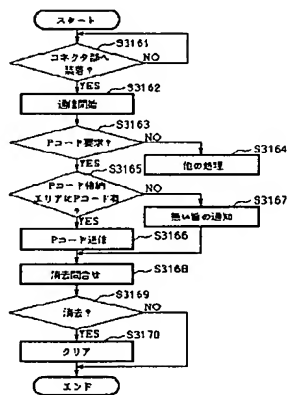 スタート
S3161
コネクタ部へ
装着?
NO
YES
S3162
通信開始
S3163
Pコード要求?
NO
YES
S3164
他の処理
S3165
Pコード格納
エリアにPコード有
?
NO
YES
S3167
無い旨の通知
Pコード送信
S3166
消去問合せ
S3168
S3169
消去?
NO
YES
S3170
クリア
エンド